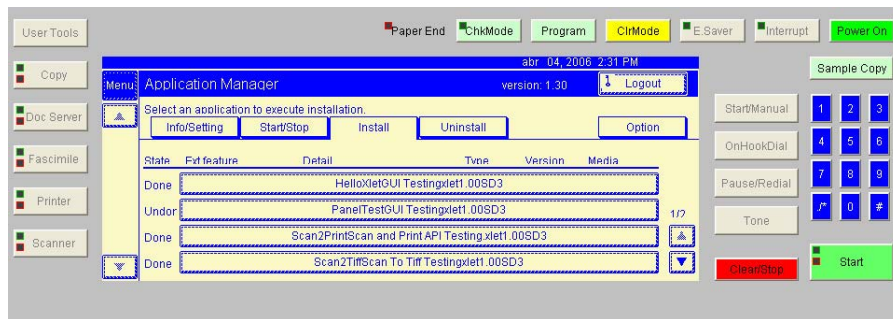 User Tools
Paper End
ChkMode
Program
ClrMode
E.Saver
Interrupt
Power On
abr 04, 2006 2:31 PM
Copy
Menu
Application Manager
version: 1.30
Logout
Sample Copy
Select an application to execute installation.
Doc Server
Info/Setting
Start/Stop
Install
Uninstall
Option
Start/Manual
1 2 3
OnHookDial
4 5 6
Fascimile
State Ext feature Detail Type Version Media
Done HelloXletGUI Testingxlet1.00SD3
Pause/Redial
7 8 9
Printer
Undor PanelTestGUI Testingxlet1.00SD3
1/2
Tone
/* 0 #
Scanner
Done Scan2PrintScan and Print API Testing.xlet1.00SD3
Done Scan2TiffScan To Tiff Testingxlet1.00SD3
Clear/Stop
Start